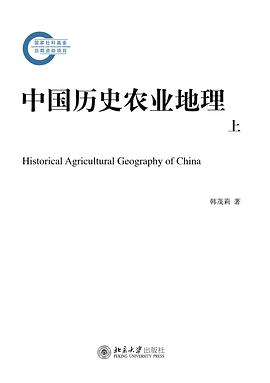 国家社科基金
后期资助项目
中国历史农业地理
上
Historical Agricultural Geography of China
韩茂莉 著
北京大学出版社
PEKING UNIVERSITY PRESS